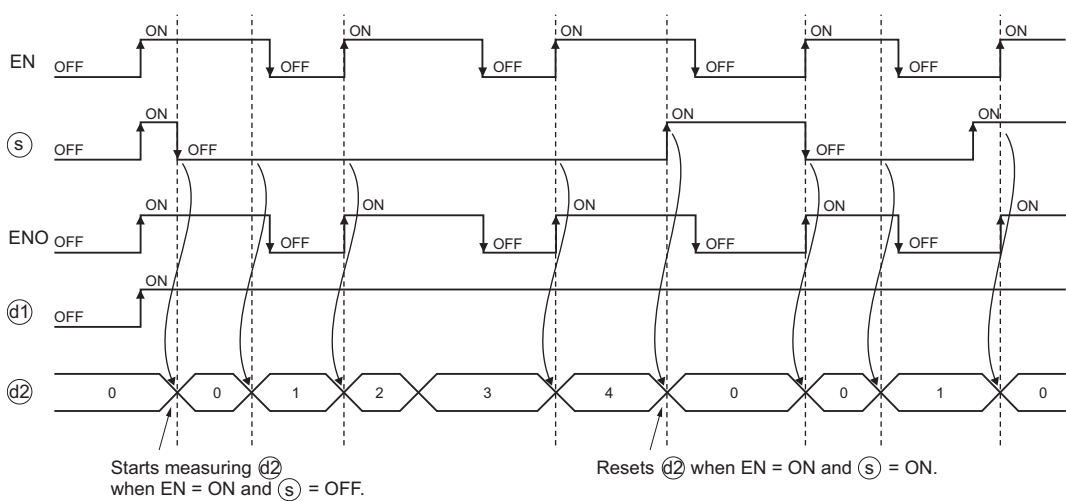 ON ON ON ON ON
EN OFF OFF OFF OFF OFF
ON ON ON
ⓢ OFF OFF OFF
ON ON ON ON ON
ENO OFF OFF OFF OFF OFF
ON
ⓓ1 OFF
ⓓ2 0 0 1 2 3 4 0 0 1 0
Starts measuring ⓓ2
when EN = ON and ⓢ = OFF.
Resets ⓓ2 when EN = ON and ⓢ = ON.